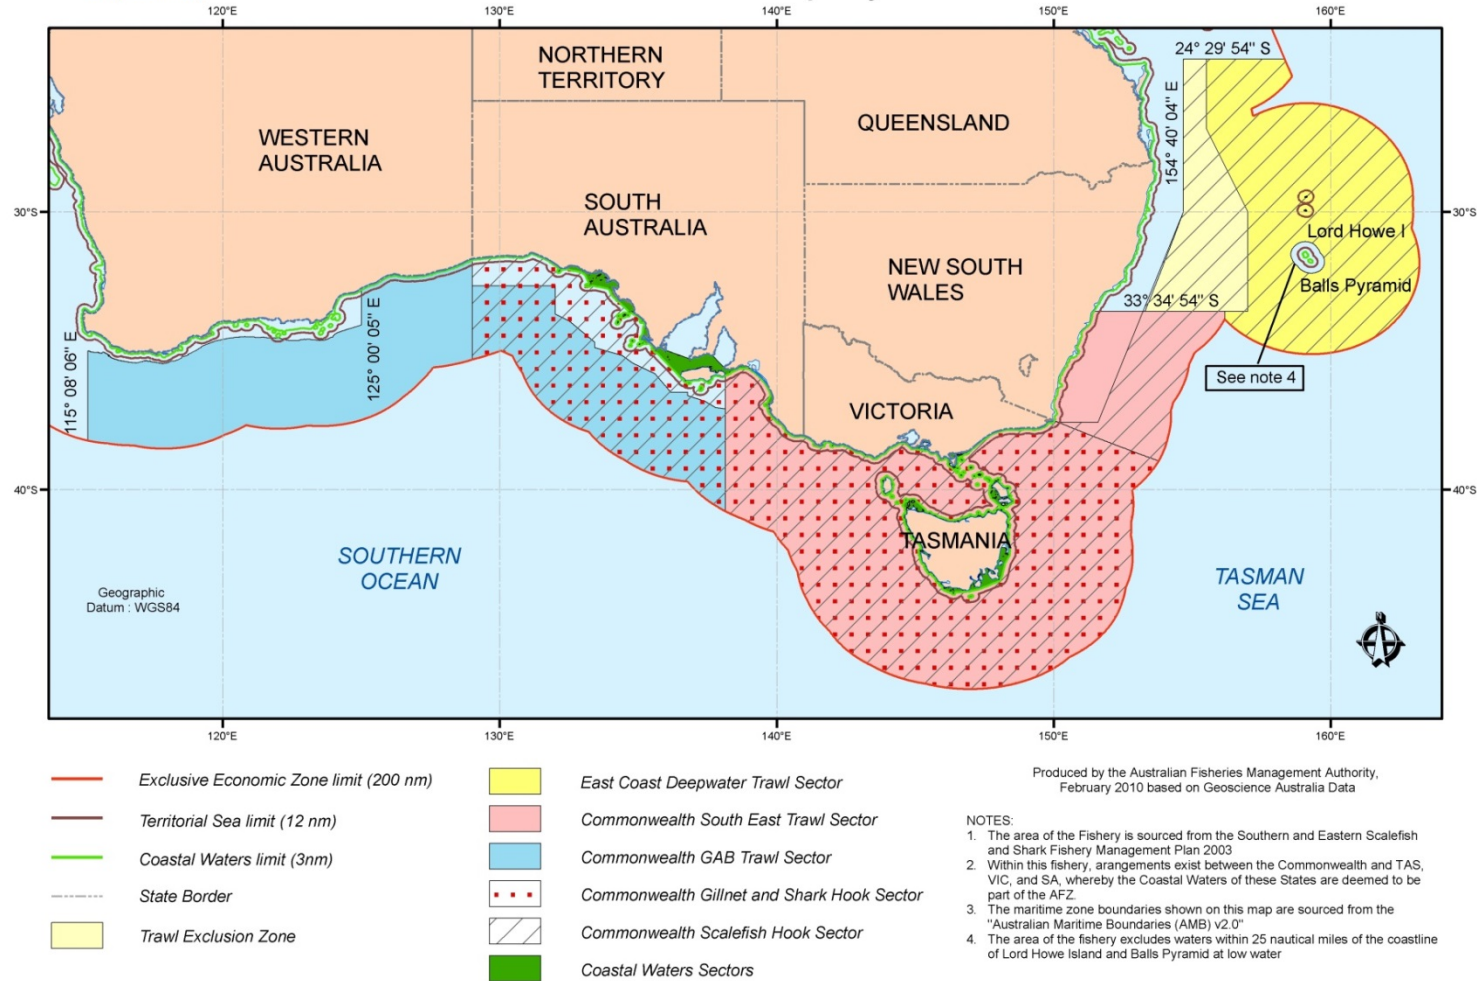 120°E
130°E
140°E
150°E
160°E
24° 29' 54" S
NORTHERN
TERRITORY
QUEENSLAND
WESTERN
AUSTRALIA
154° 40' 04" E
SOUTH
AUSTRALIA
30°S
30°S
Lord Howe I
NEW SOUTH
WALES
Balls Pyramid
33° 34' 54" S
115° 08' 06" E
125° 00' 05" E
See note 4
VICTORIA
40°S
40°S
TASMANIA
SOUTHERN
OCEAN
TASMAN
SEA
Geographic
Datum : WGS84
120°E
130°E
140°E
150°E
160°E
Exclusive Economic Zone limit (200 nm)
Territorial Sea limit (12 nm)
Coastal Waters limit (3nm)
State Border
Trawl Exclusion Zone
East Coast Deepwater Trawl Sector
Commonwealth South East Trawl Sector
Commonwealth GAB Trawl Sector
Commonwealth Gillnet and Shark Hook Sector
Commonwealth Scalefish Hook Sector
Coastal Waters Sectors
Produced by the Australian Fisheries Management Authority,
February 2010 based on Geoscience Australia Data
NOTES:
1. The area of the Fishery is sourced from the Southern and Eastern Scalefish
and Shark Fishery Management Plan 2003
2. Within this fishery, arangements exist between the Commonwealth and TAS,
VIC, and SA, whereby the Coastal Waters of these States are deemed to be
part of the AFZ.
3. The maritime zone boundaries shown on this map are sourced from the
"Australian Maritime Boundaries (AMB) v2.0"
4. The area of the fishery excludes waters within 25 nautical miles of the coastline
of Lord Howe Island and Balls Pyramid at low water